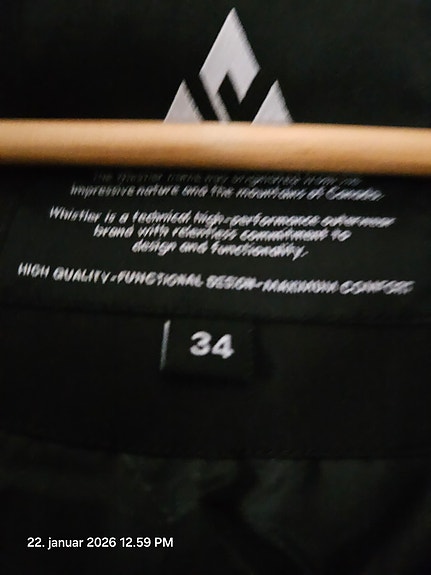 impressive nature and the mountains of Canada.
Whistler is a technical high-performance outerwear
brand with relentless commitment to
design and functionality.
HIGH QUALITY-FUNCTIONAL DESIGN-MAXIMUM COMFORT
34
22. januar 2026 12.59 PM